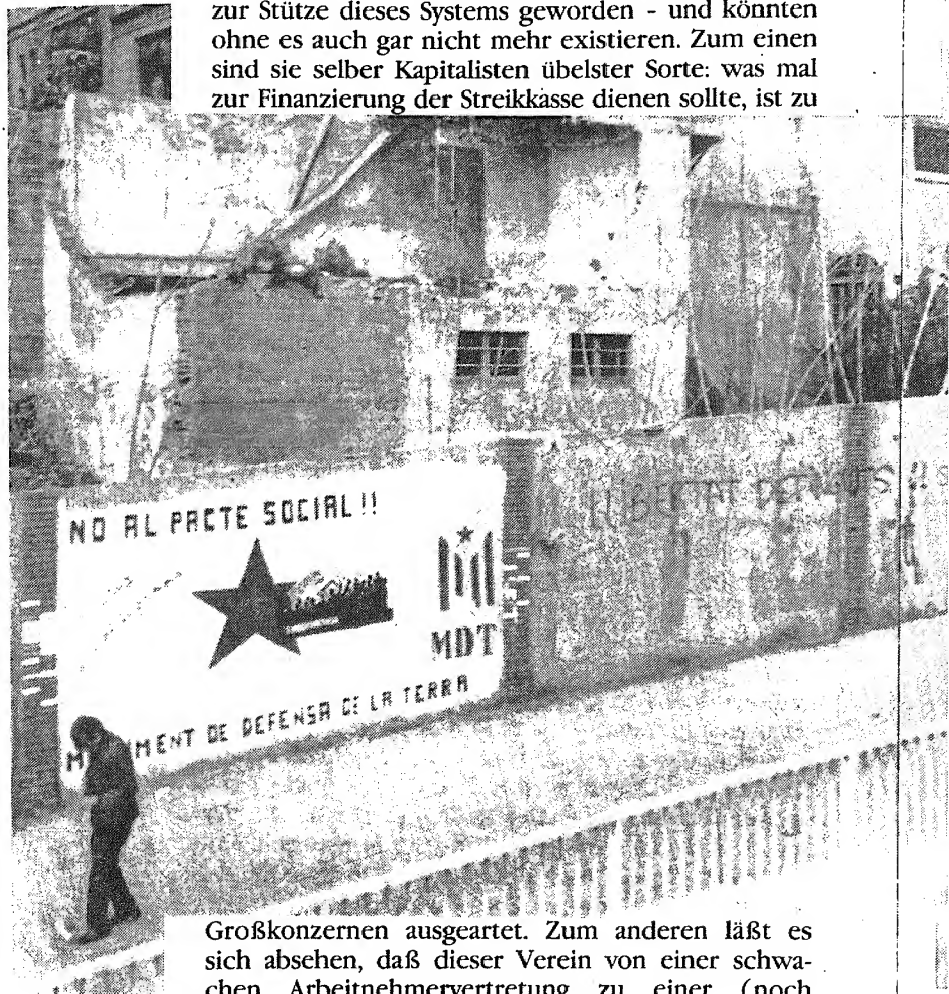 zur Stütze dieses Systems geworden - und könnten
ohne es auch gar nicht mehr existieren. Zum einen
sind sie selber Kapitalisten übelster Sorte: was mal
zur Finanzierung der Streikkasse dienen sollte, ist zu
NO AL PACTE SOCIAL !!
MDT
DE DEFENSA DE LA TERRA
LLIBERTAT
Großkonzernen ausgeartet. Zum anderen läßt es
sich absehen, daß dieser Verein von einer schwa-
chen Arbeitnehmervertretung zu einer (noch